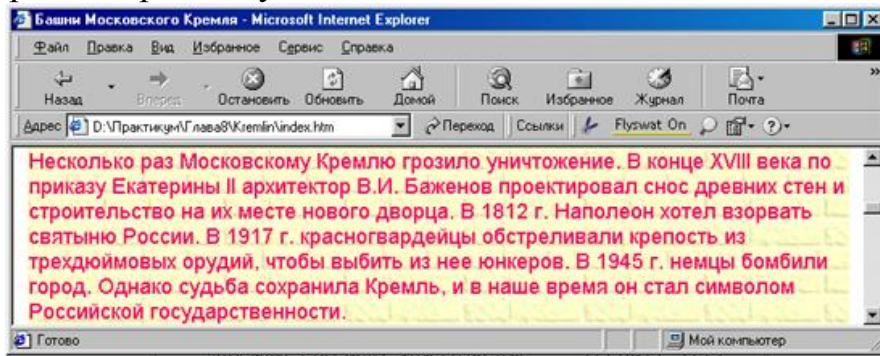 Башни Московского Кремля - Microsoft Internet Explorer
Файл Правка Вид Избранное Сервис Справка
Назад Вперед Остановить Обновить Домой Поиск Избранное Журнал Почта »
Адрес D:\Практикум\Глава8\Kremlin\index.htm Переход Ссылки Flyswat On
Несколько раз Московскому Кремлю грозило уничтожение. В конце XVIII века по
приказу Екатерины II архитектор В.И. Баженов проектировал снос древних стен и
строительство на их месте нового дворца. В 1812 г. Наполеон хотел взорвать
святыню России. В 1917 г. красногвардейцы обстреливали крепость из
трехдюймовых орудий, чтобы выбить из нее юнкеров. В 1945 г. немцы бомбили
город. Однако судьба сохранила Кремль, и в наше время он стал символом
Российской государственности.
Готово Мой компьютер